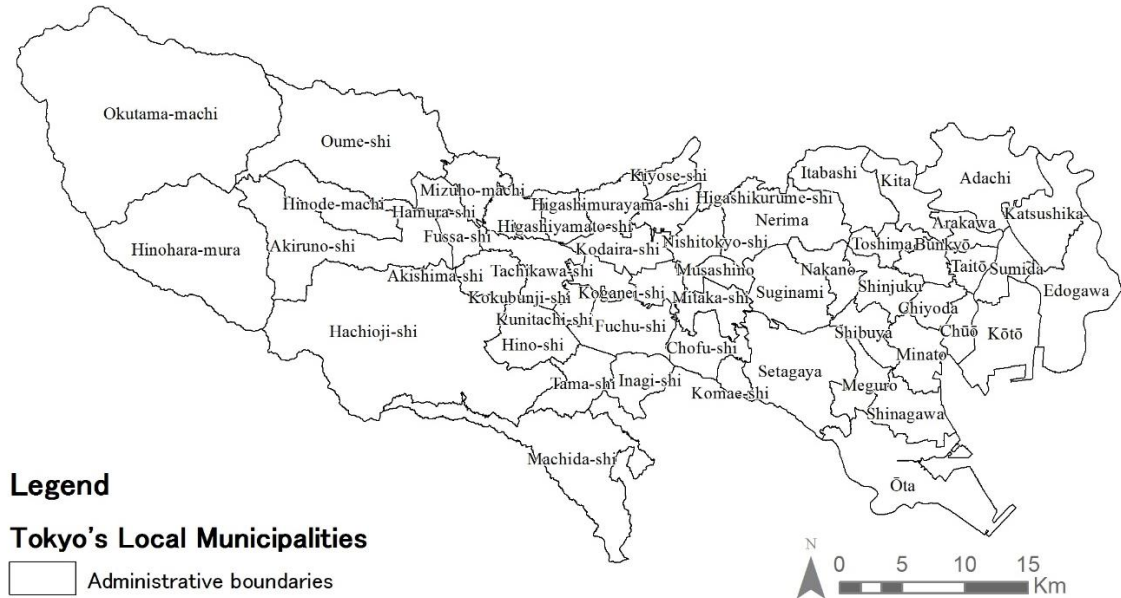 Okutama-machi
Oume-shi
Kiyose-shi
Itabashi
Kita
Adachi
Mizuho-machi
Hinode-machi
Higashimurayama-shi
Higashikurume-shi
Hamura-shi
Nerima
Arakawa
Katsushika
Higashiyamato-shi
Hinohara-mura
Akiruno-shi
Fussa-shi
Kodaira-shi
Nishitokyo-shi
Toshima
Bunkyō
Akishima-shi
Tachikawa-shi
Musashino
Nakano
Taitō
Sumida
Kokubunji-shi
Koganei-shi
Mitaka-shi
Suginami
Shinjuku
Edogawa
Chiyoda
Hachioji-shi
Kunitachi-shi
Fuchu-shi
Shibuya
Chūō
Kōtō
Hino-shi
Chofu-shi
Minato
Setagaya
Tama-shi
Inagi-shi
Komae-shi
Meguro
Shinagawa
Machida-shi
Ōta
Legend
Tokyo's Local Municipalities
Administrative boundaries
N
0 5 10 15
Km